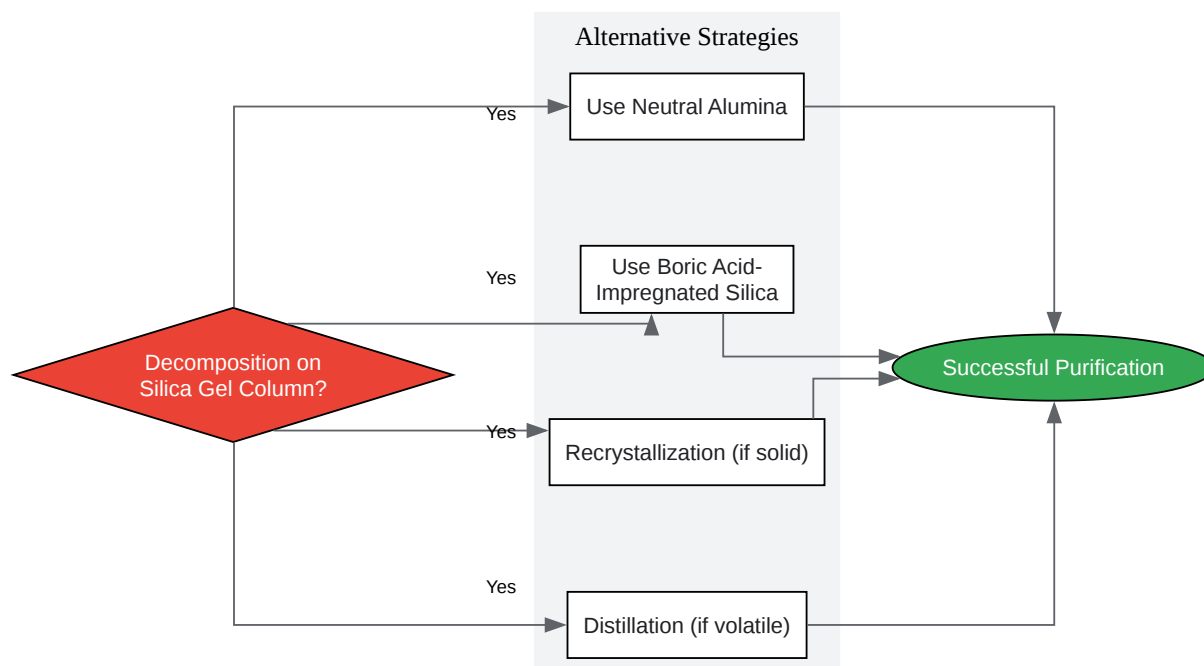 Alternative Strategies
Yes
Use Neutral Alumina
Yes
Use Boric Acid-
Impregnated Silica
Decomposition on
Silica Gel Column?
Successful Purification
Yes
Recrystallization (if solid)
Yes
Distillation (if volatile)